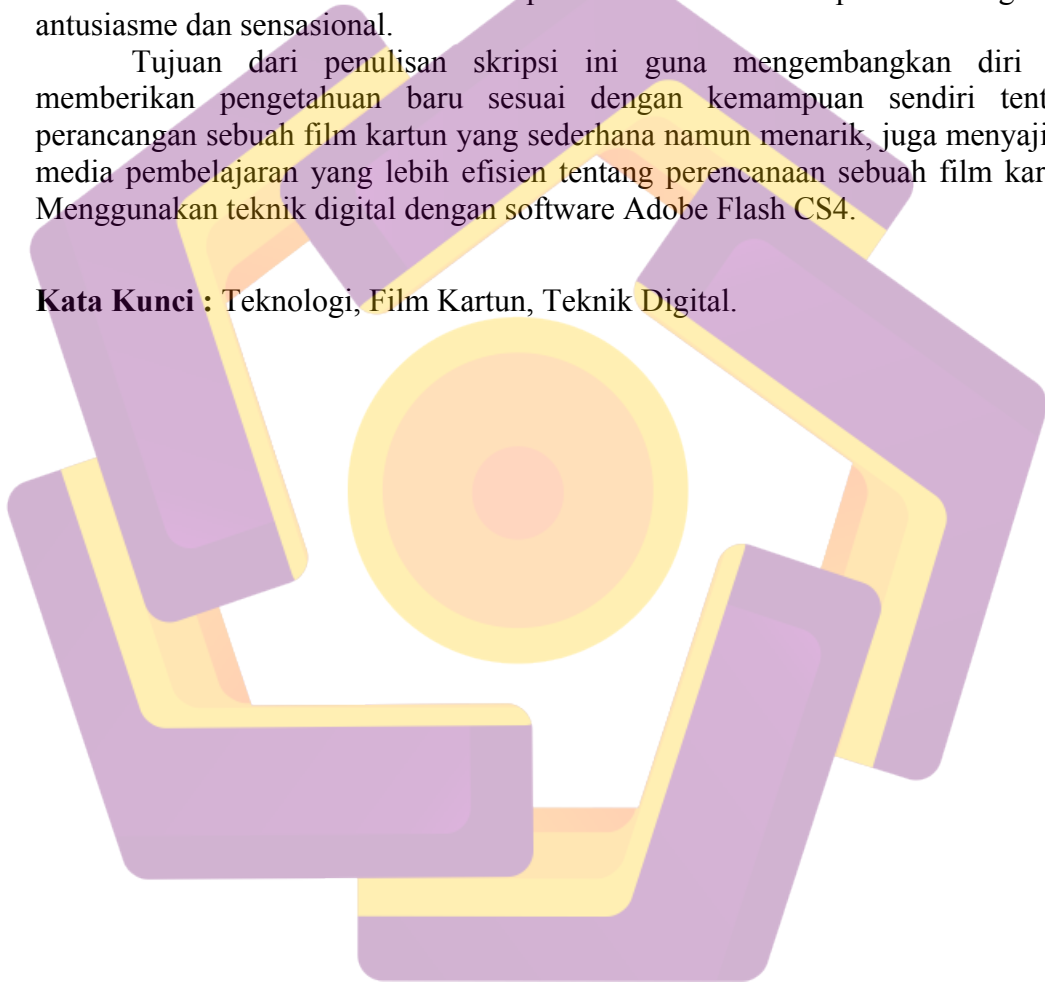 antusiasme dan sensasional.
Tujuan dari penulisan skripsi ini guna mengembangkan diri
memberikan pengetahuan baru sesuai dengan kemampuan sendiri tent
perancangan sebuah film kartun yang sederhana namun menarik, juga menyaji
media pembelajaran yang lebih efisien tentang perencanaan sebuah film kar
Menggunakan teknik digital dengan software Adobe Flash CS4.
Kata Kunci : Teknologi, Film Kartun, Teknik Digital.